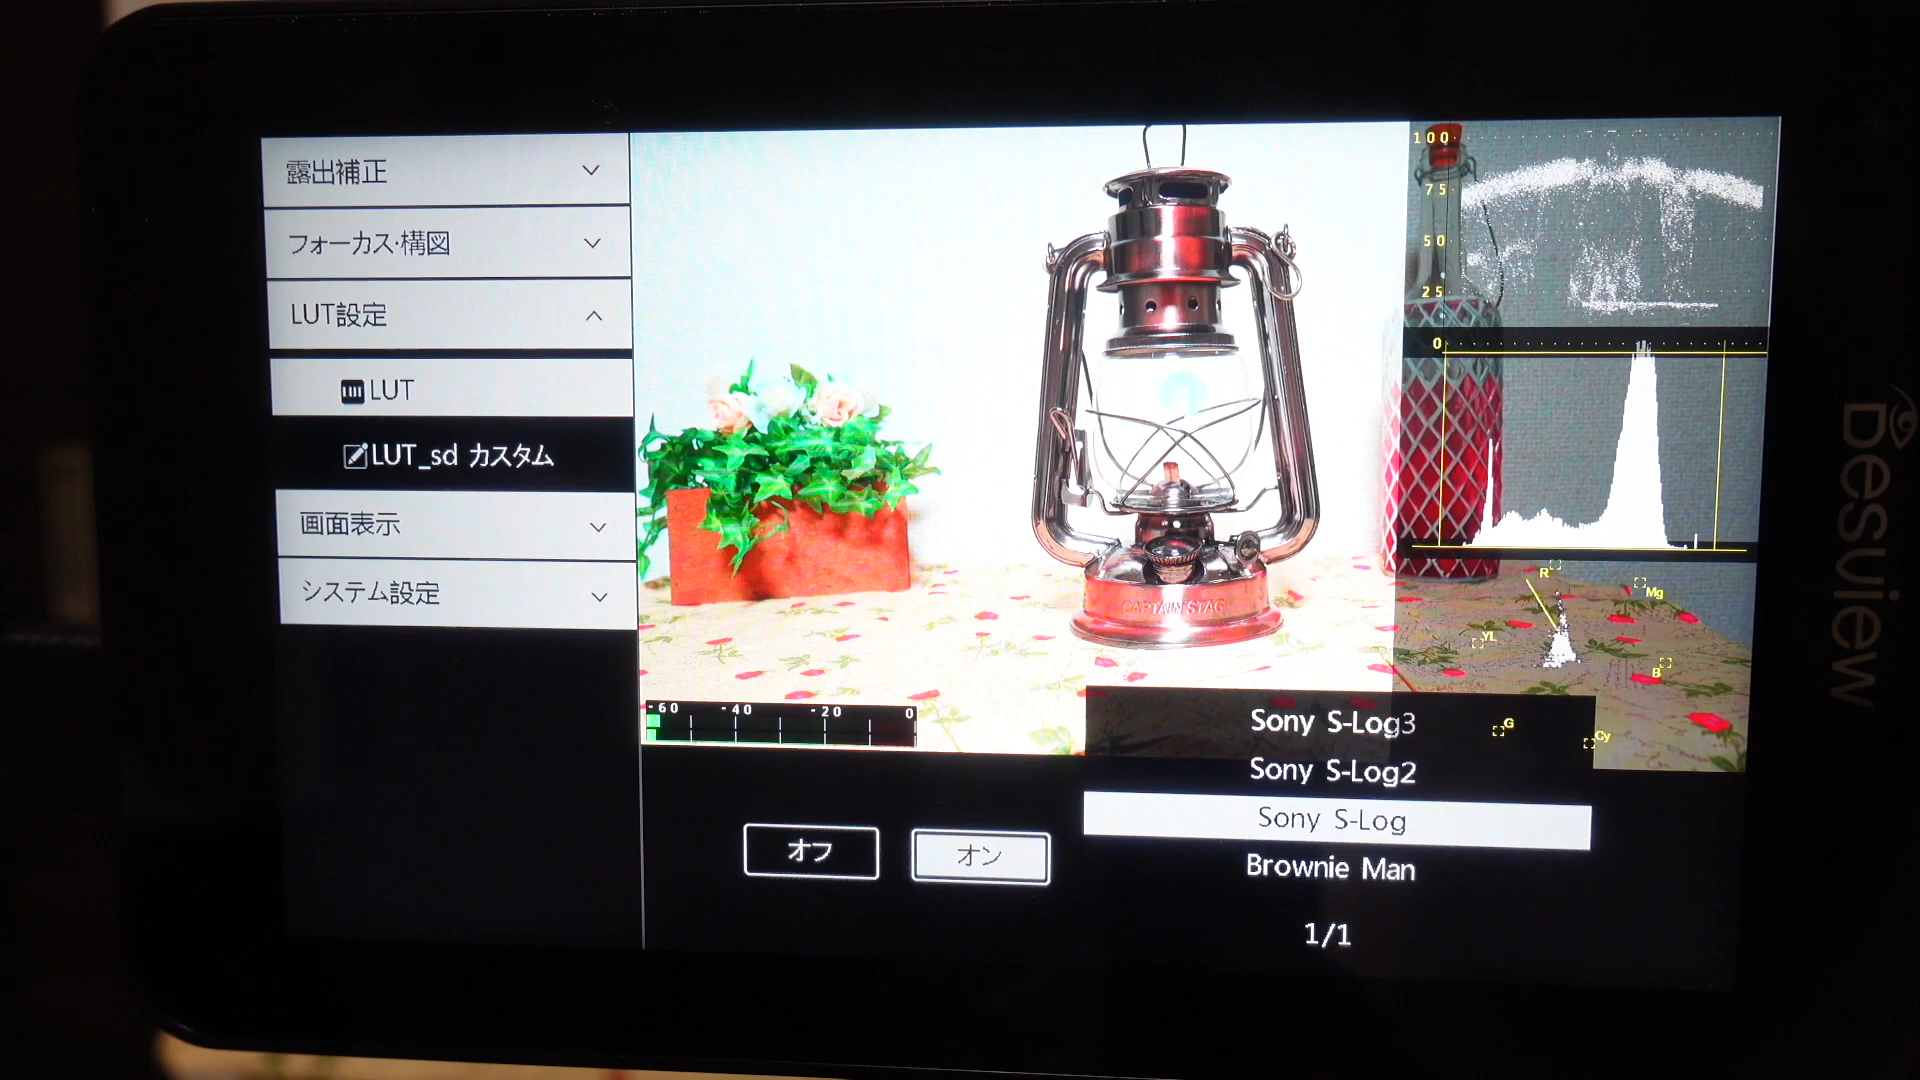 露出補正
フォーカス·構図
LUT設定
LUT
LUT_sd カスタム
画面表示
システム設定
CAPTAIN STAG
-60 -40 -20 0
オフ
オン
Sony S-Log3
Sony S-Log2
Sony S-Log
Brownie Man
1/1
100
75
50
25
0
R
Mg
YL
B
G
Cy
Desview